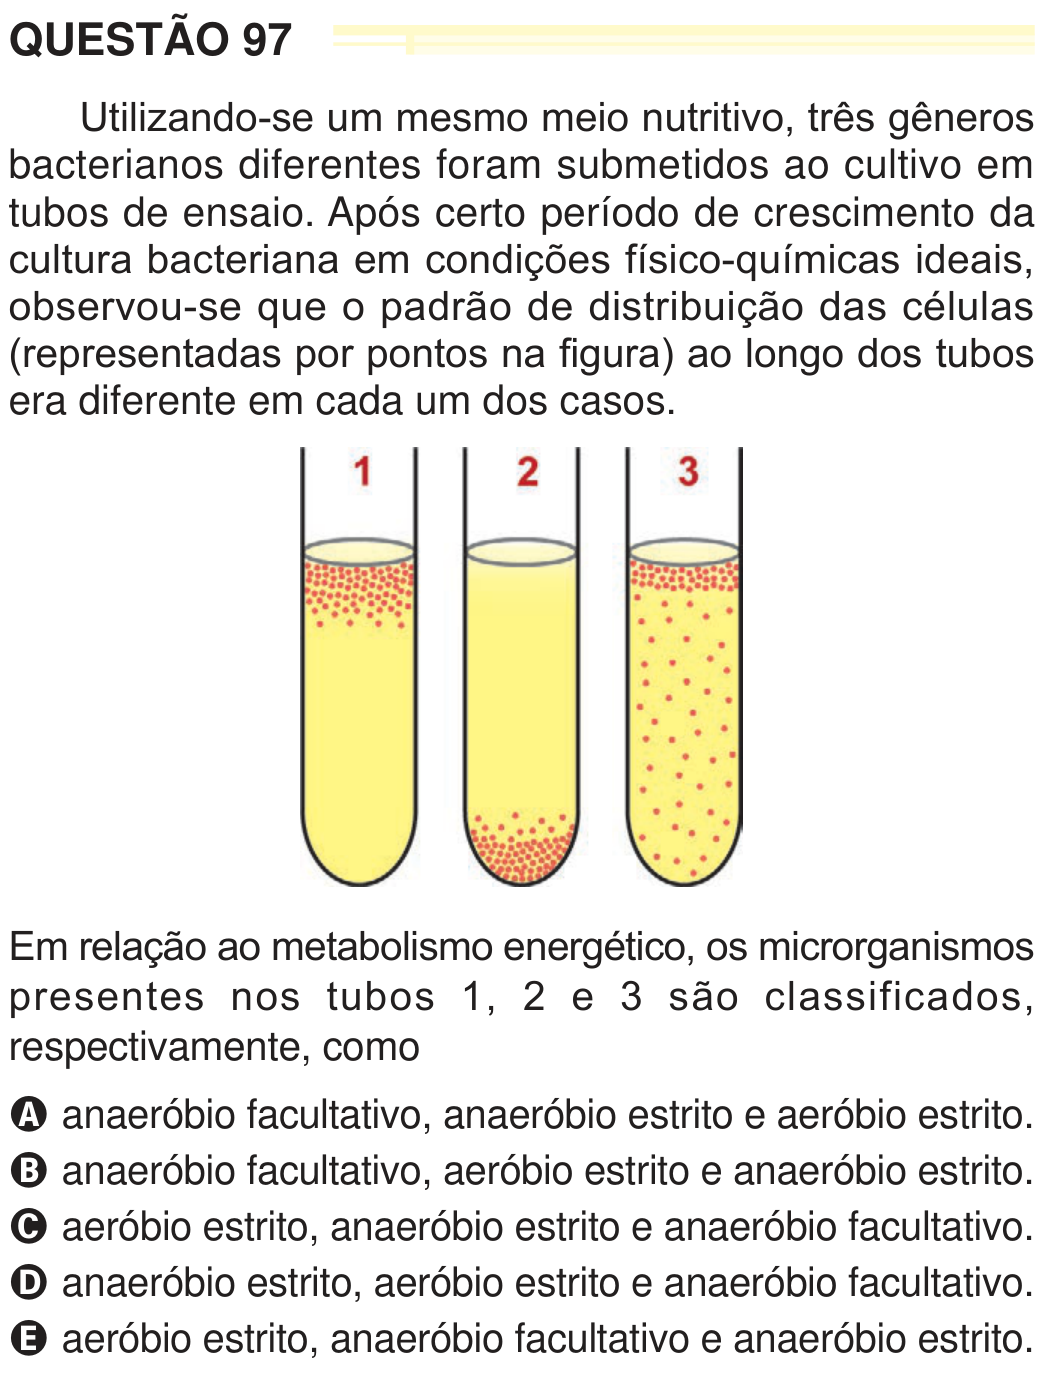 QUESTÃO 97
Utilizando-se um mesmo meio nutritivo, três gêneros
bacterianos diferentes foram submetidos ao cultivo em
tubos de ensaio. Após certo período de crescimento da
cultura bacteriana em condições físico-químicas ideais,
observou-se que o padrão de distribuição das células
(representadas por pontos na figura) ao longo dos tubos
era diferente em cada um dos casos.
1 2 3
Em relação ao metabolismo energético, os microrganismos
presentes nos tubos 1, 2 e 3 são classificados,
respectivamente, como
A anaeróbio facultativo, anaeróbio estrito e aeróbio estrito.
B anaeróbio facultativo, aeróbio estrito e anaeróbio estrito.
C aeróbio estrito, anaeróbio estrito e anaeróbio facultativo.
D anaeróbio estrito, aeróbio estrito e anaeróbio facultativo.
E aeróbio estrito, anaeróbio facultativo e anaeróbio estrito.